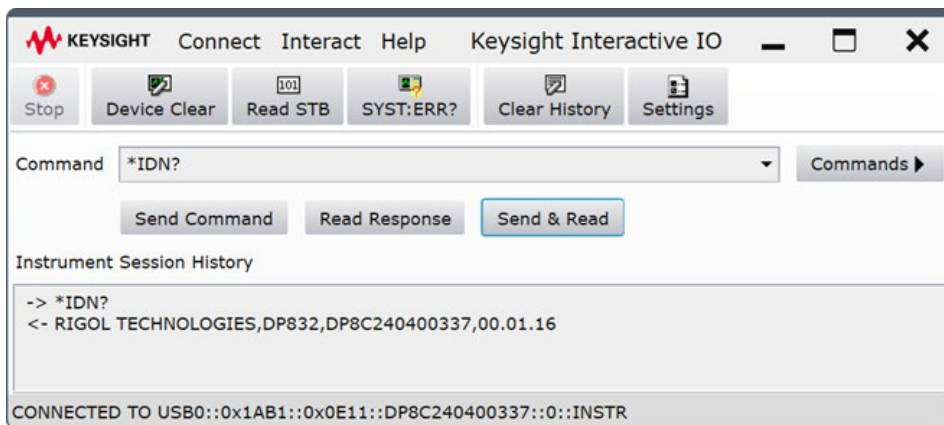 KEYSIGHT Connect Interact Help Keysight Interactive IO
Stop Device Clear 101 Read STB SYST:ERR? Clear History Settings
Command *IDN? Commands
Send Command Read Response Send & Read
Instrument Session History
-> *IDN?
<- RIGOL TECHNOLOGIES,DP832,DP8C240400337,00.01.16
CONNECTED TO USB0::0x1AB1::0x0E11::DP8C240400337::0::INSTR